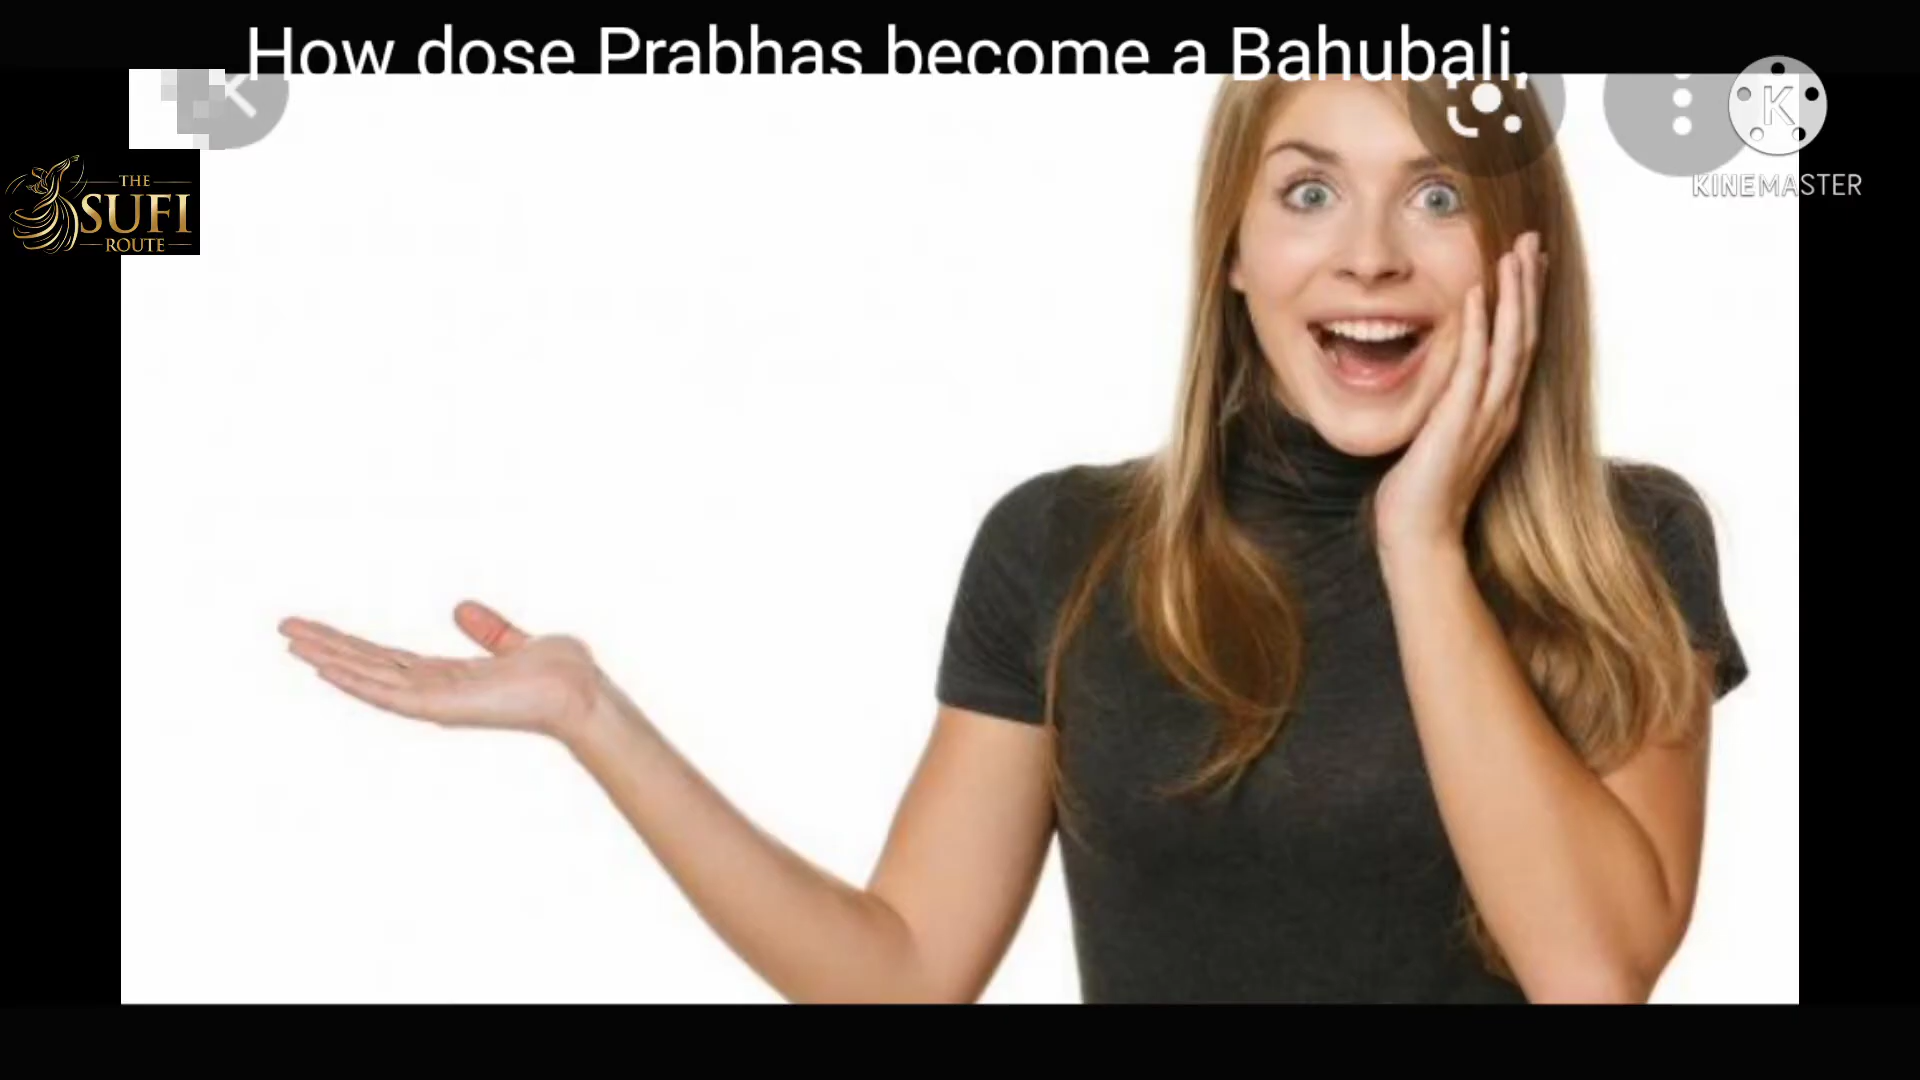 How dose Prabhas become a Bahubali.
THE
SUFI
ROUTE
K
KINEMASTER